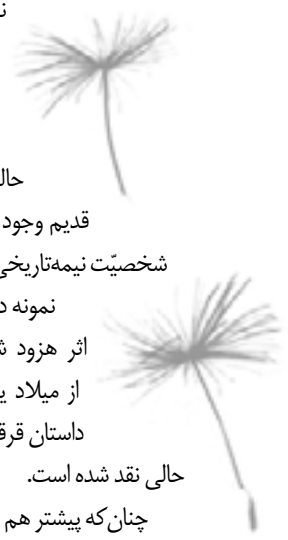 حال
قدیم وجود
شخصیّت نیمه‌تاریخی
نمونه د
اثر هزود ش
از میلاد ی
داستان قرق
حالی نقد شده است.
چنان‌که پیشتر هم